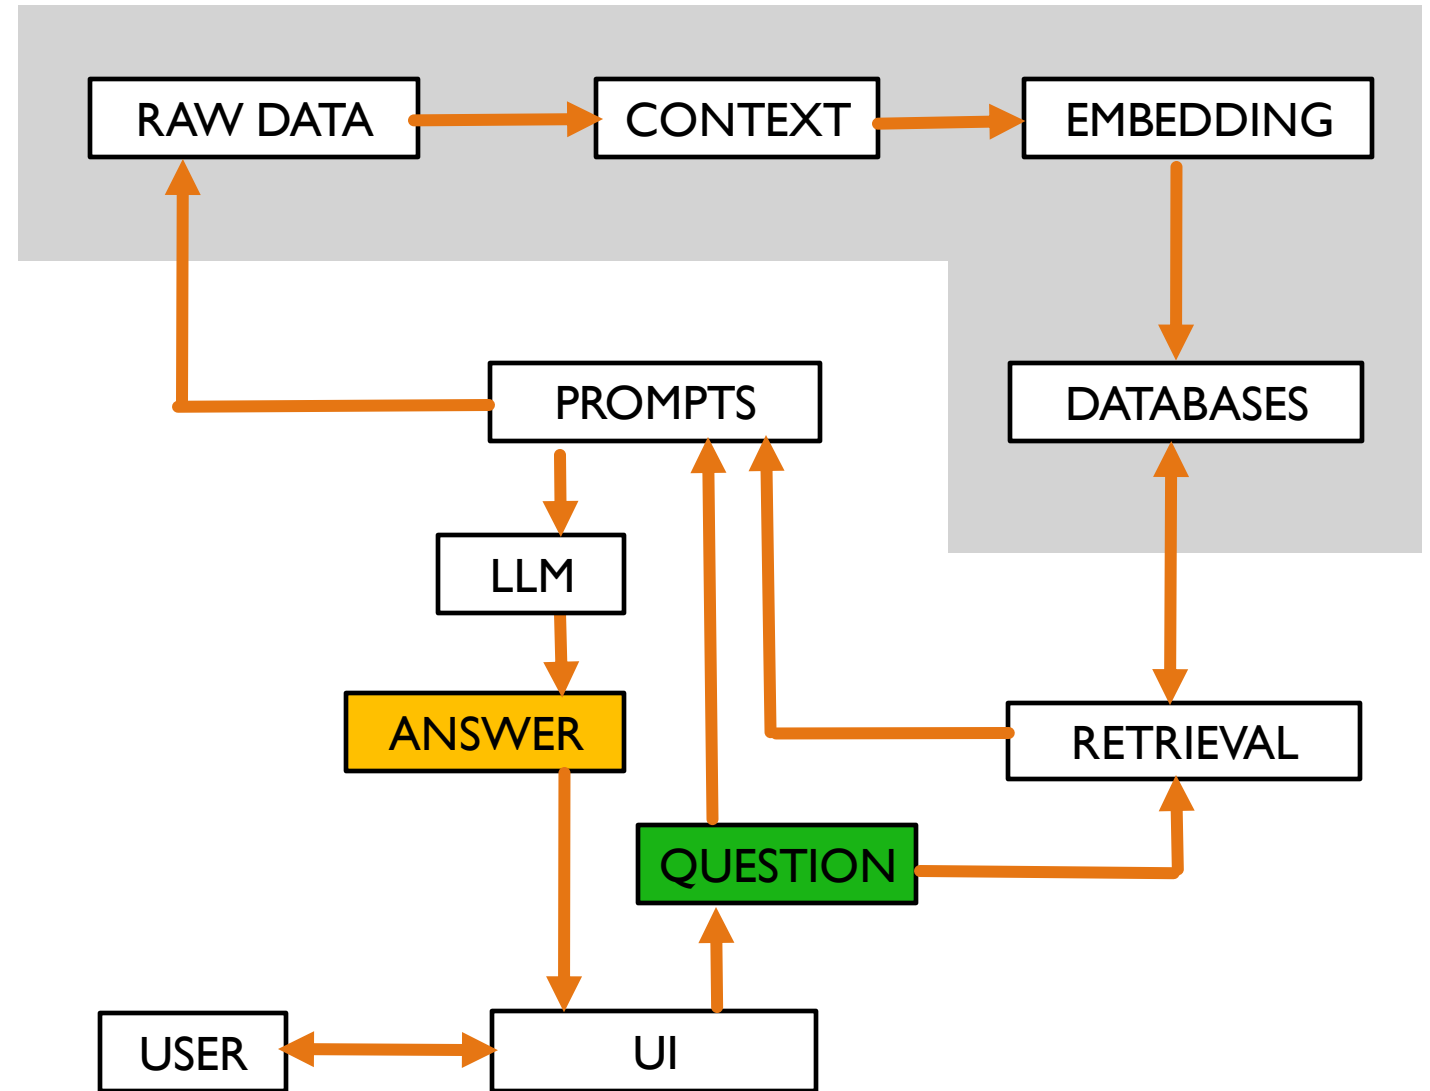 RAW DATA
CONTEXT
EMBEDDING
PROMPTS
DATABASES
LLM
ANSWER
RETRIEVAL
QUESTION
USER
UI